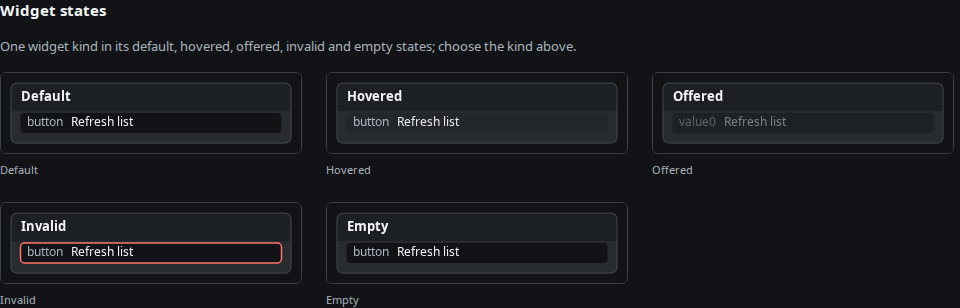 Widget states
One widget kind in its default, hovered, offered, invalid and empty states; choose the kind above.
Default
button Refresh list
Default
Hovered
button Refresh list
Hovered
Offered
value0 Refresh list
Offered
Invalid
button Refresh list
Invalid
Empty
button Refresh list
Empty